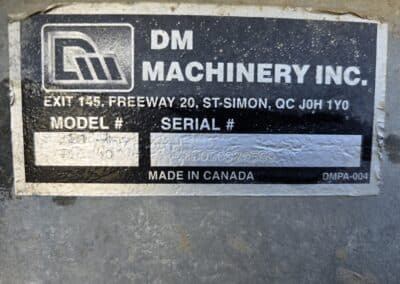 DM
MACHINERY INC.
EXIT 145, FREEWAY 20, ST-SIMON, QC J0H 1Y0
MODEL # SERIAL #
MADE IN CANADA DMPA-004